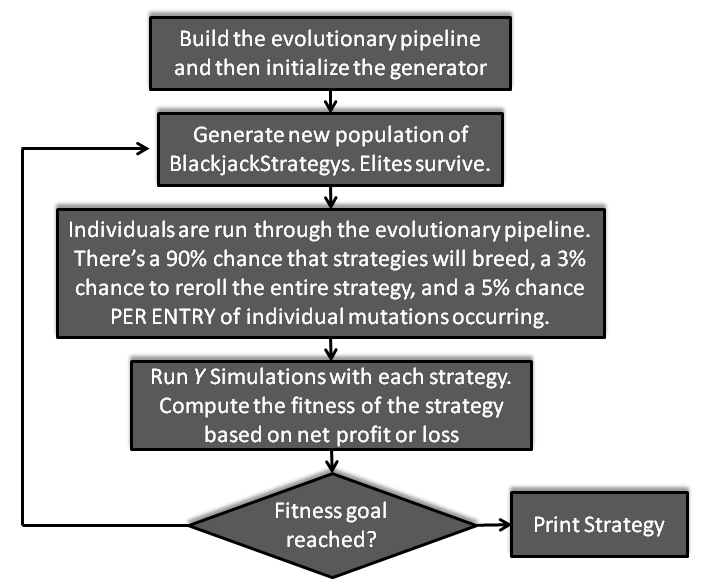 Build the evolutionary pipeline
and then initialize the generator
Generate new population of
BlackjackStrategys. Elites survive.
Individuals are run through the evolutionary pipeline.
There's a 90% chance that strategies will breed, a 3%
chance to reroll the entire strategy, and a 5% chance
PER ENTRY of individual mutations occurring.
Run Y Simulations with each strategy.
Compute the fitness of the strategy
based on net profit or loss
Fitness goal
reached?
Print Strategy